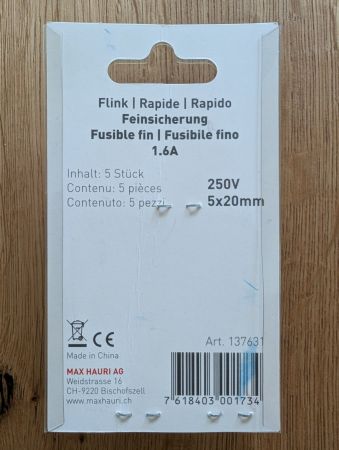 Flink | Rapide | Rapido
Feinsicherung
Fusible fin | Fusibile fino
1.6A
Inhalt: 5 Stück
Contenu: 5 pièces
Contenuto: 5 pezzi
250V
5x20mm
CE
Made in China
MAX HAURI AG
Weidstrasse 16
CH-9220 Bischofszell
www.maxhauri.ch
Art. 137631
7 618403 001734